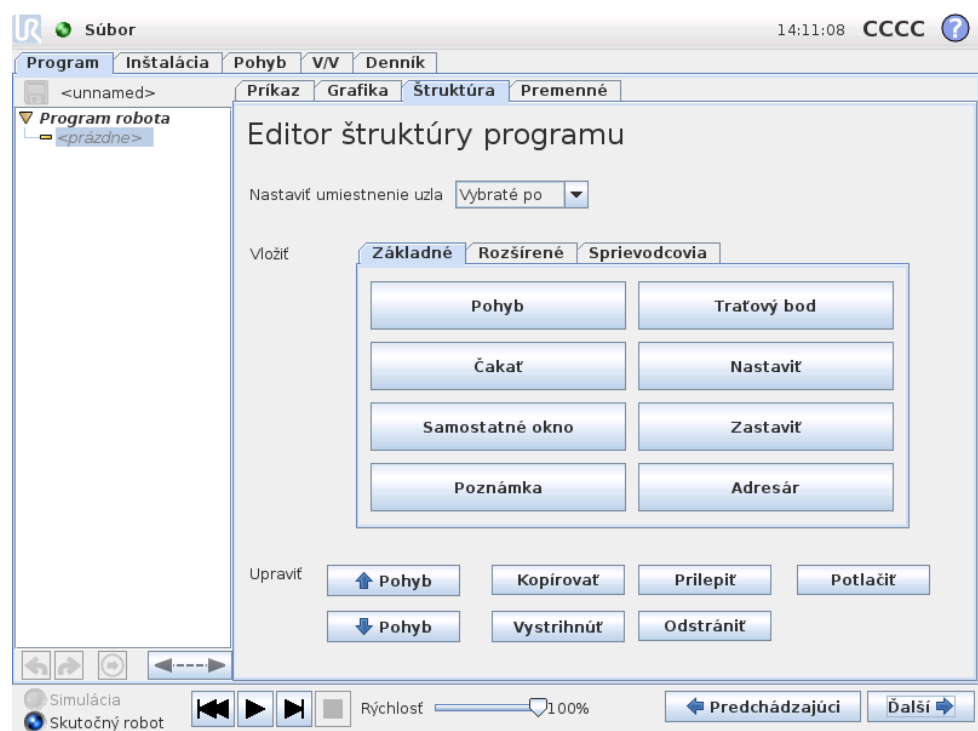 UR Súbor 14:11:08 CCCC ?
Program Inštalácia Pohyb V/V Denník
<unnamed> Príkaz Grafika Štruktúra Premenné
Program robota
<prázdne>
Editor štruktúry programu
Nastaviť umiestnenie uzla Vybraté po
Vložiť Základné Rozšírené Sprievodcovia
Pohyb Traťový bod
Čakať Nastaviť
Samostatné okno Zastaviť
Poznámka Adresár
Upraviť Pohyb Kopírovať Prilepiť Potlačiť
Pohyb Vystrihnúť Odstrániť
Simulácia
Skutočný robot
Rýchlosť 100% Predchádzajúci Ďalší